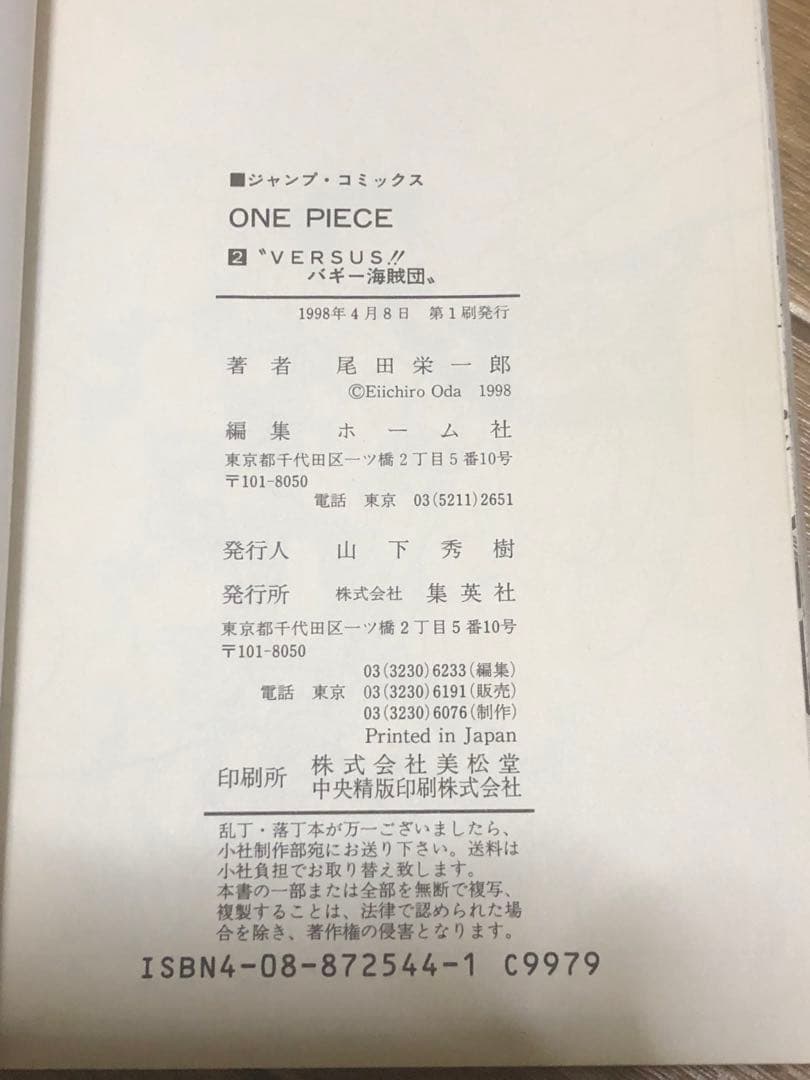 ■ジャンプ・コミックス
ONE PIECE
2 〝VERSUS!!
バギー海賊団〟
1998年4月8日 第1刷発行
著者 尾田栄一郎
©Eiichiro Oda 1998
編集 ホーム社
東京都千代田区一ツ橋2丁目5番10号
〒101-8050
電話 東京 03(5211)2651
発行人 山下秀樹
発行所 株式会社 集英社
東京都千代田区一ツ橋2丁目5番10号
〒101-8050
03(3230)6233(編集)
電話 東京 03(3230)6191(販売)
03(3230)6076(制作)
Printed in Japan
印刷所 株式会社美松堂
中央精版印刷株式会社
乱丁・落丁本が万一ございましたら、
小社制作部宛にお送り下さい。送料は
小社負担でお取り替え致します。
本書の一部または全部を無断で複写、
複製することは、法律で認められた場
合を除き、著作権の侵害となります。
ISBN4-08-872544-1 C9979